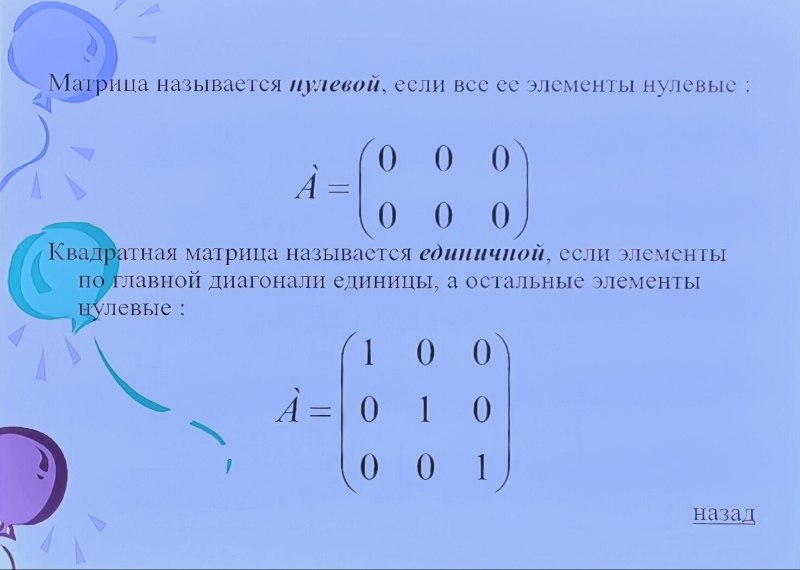 Матрица называется нулевой, если все ее элементы нулевые :
0 0 0
À =
0 0 0
Квадратная матрица называется единичной, если элементы
по главной диагонали единицы, а остальные элементы
нулевые :
1 0 0
À = 0 1 0
0 0 1
назад